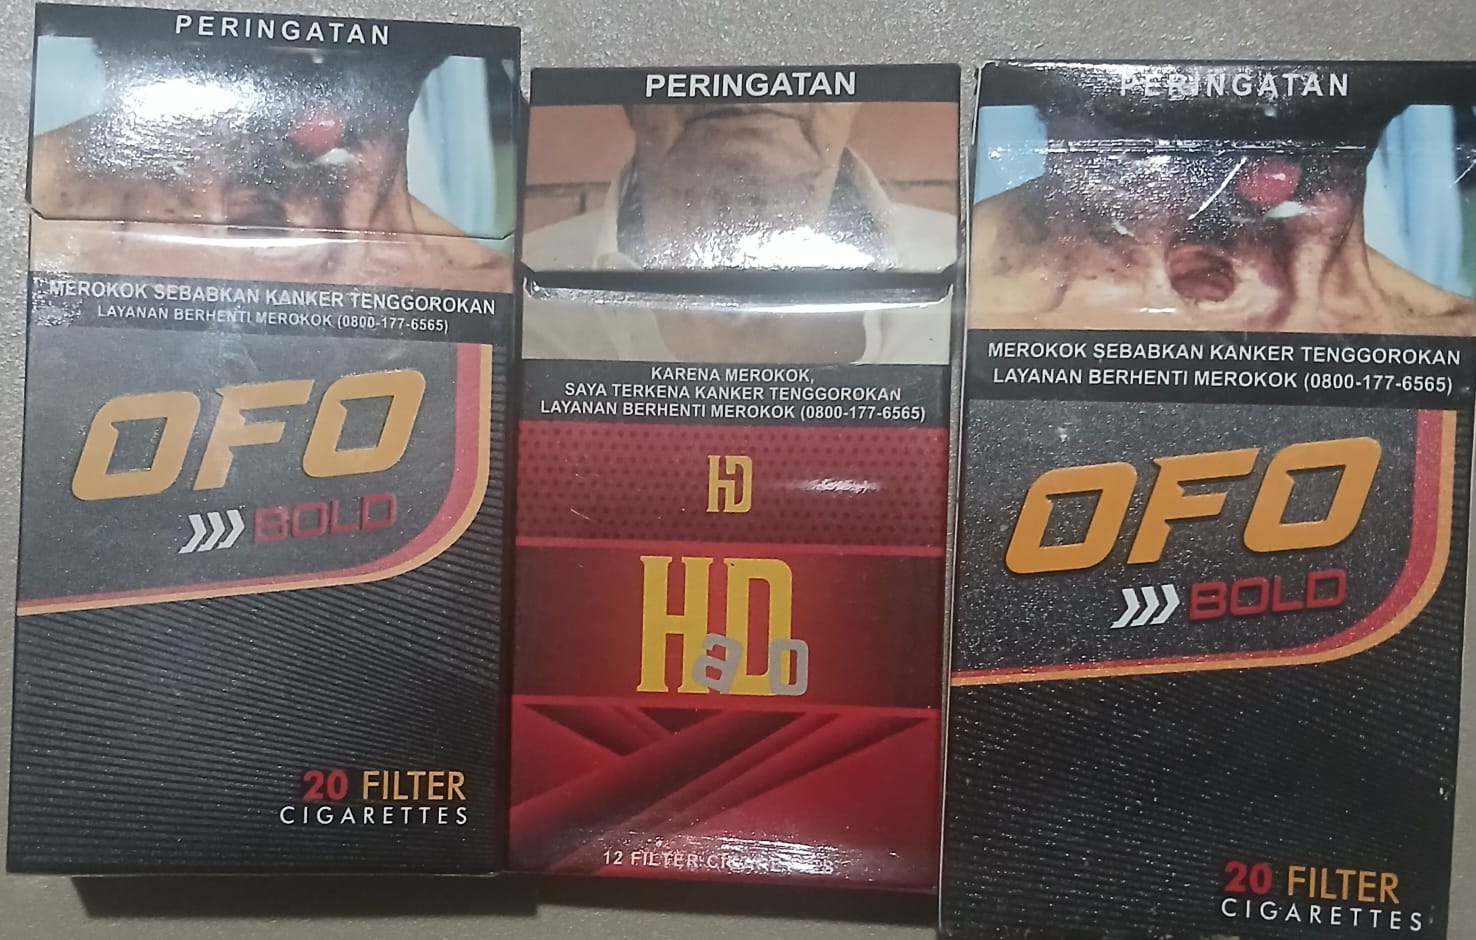 PERINGATAN
MEROKOK SEBABKAN KANKER TENGGOROKAN
LAYANAN BERHENTI MEROKOK (0800-177-6565)
OFO
BOLD
20 FILTER
CIGARETTES
PERINGATAN
KARENA MEROKOK,
SAYA TERKENA KANKER TENGGOROKAN
LAYANAN BERHENTI MEROKOK (0800-177-6565)
HD
HaDo
12 FILTER
PERINGATAN
MEROKOK SEBABKAN KANKER TENGGOROKAN
LAYANAN BERHENTI MEROKOK (0800-177-6565)
OFO
BOLD
20 FILTER
CIGARETTES